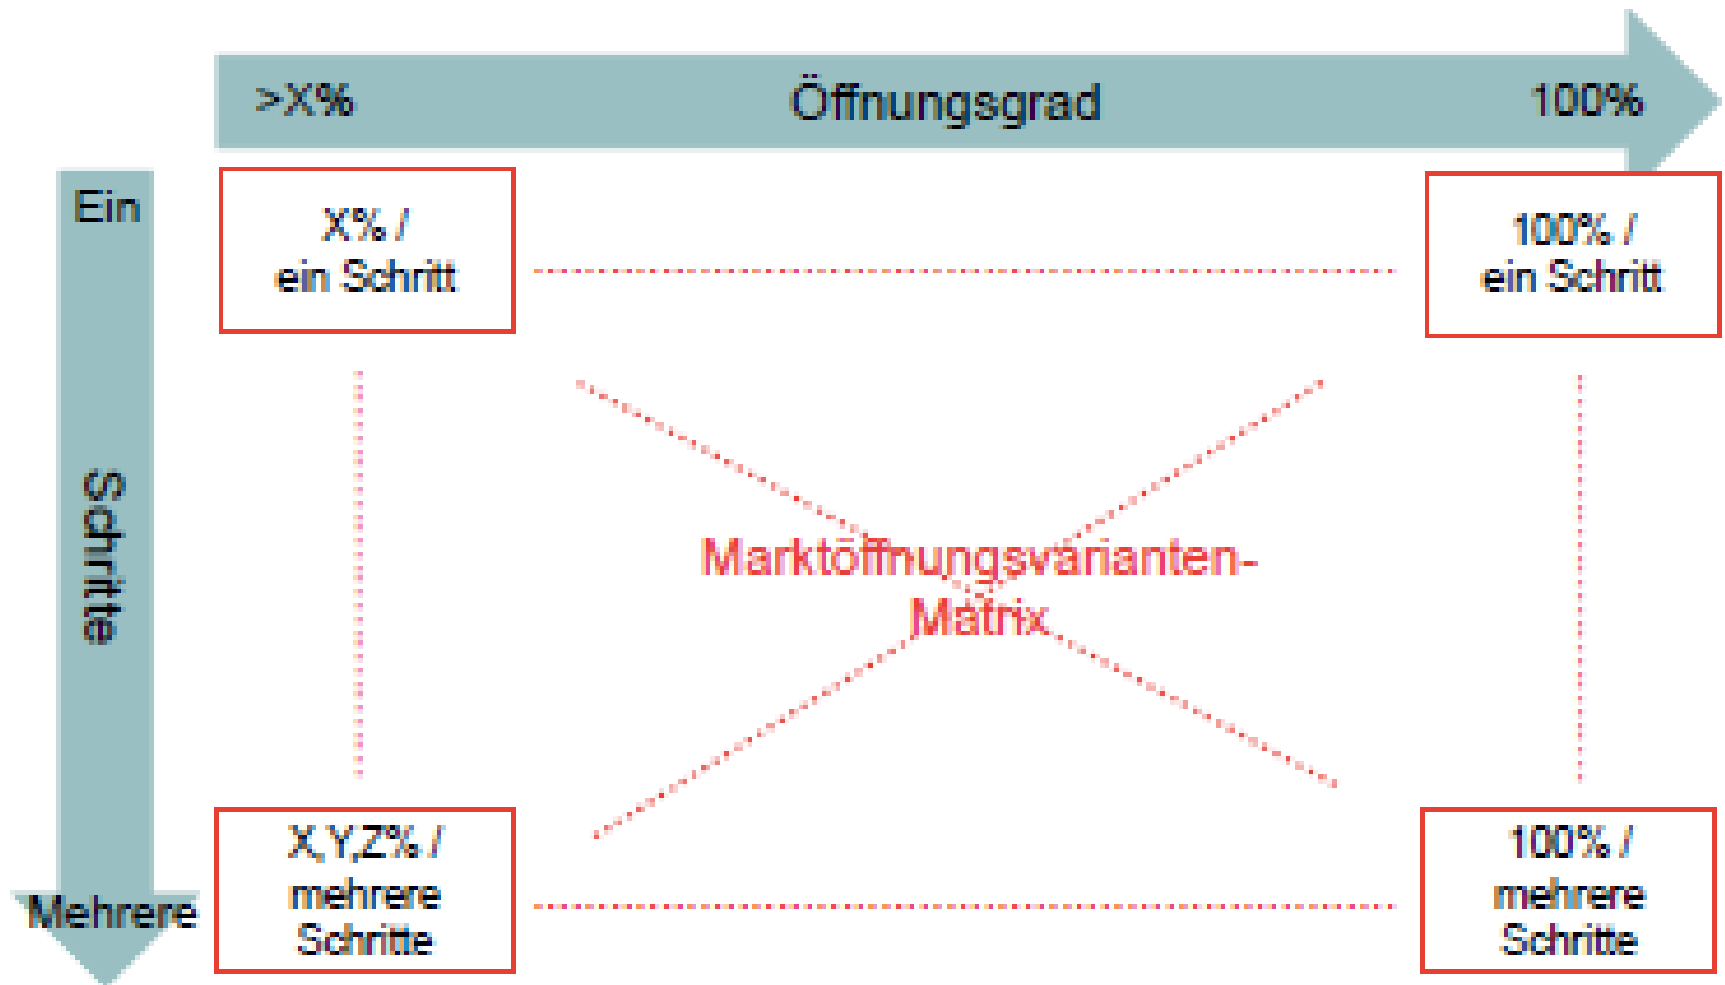 >X%
Öffnungsgrad
100%
Ein
Schritte
Mehrere
X% /
ein Schritt
100% /
ein Schritt
Marktöffnungsvarianten-
Matrix
X,Y,Z% /
mehrere
Schritte
100% /
mehrere
Schritte